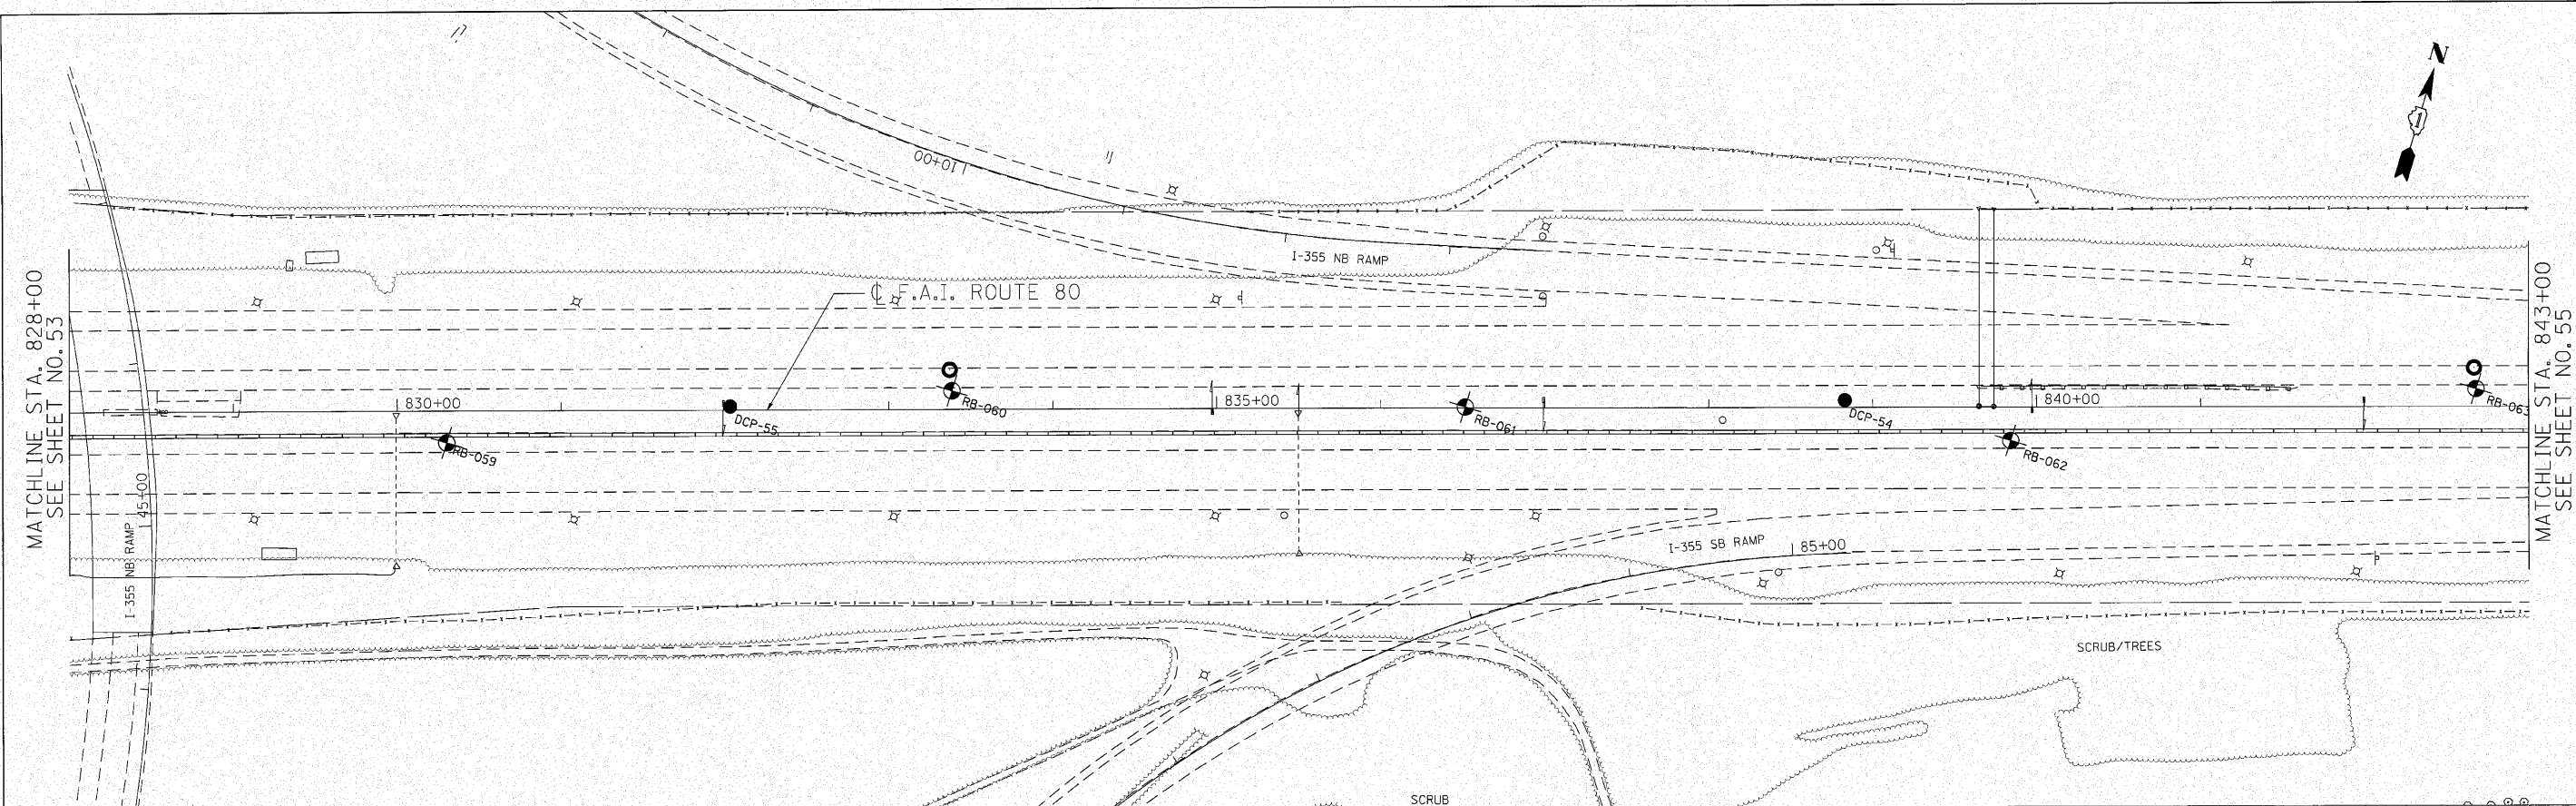 N
10+00
I-355 NB RAMP
℄ F.A.I. ROUTE 80
MATCHLINE STA. 828+00
SEE SHEET NO. 53
MATCHLINE STA. 843+00
SEE SHEET NO. 55
830+00
835+00
840+00
RB-060
RB-063
DCP-55
RB-061
DCP-54
RB-059
RB-062
45+00
I-355 NB RAMP
I-355 SB RAMP
85+00
SCRUB/TREES
SCRUB